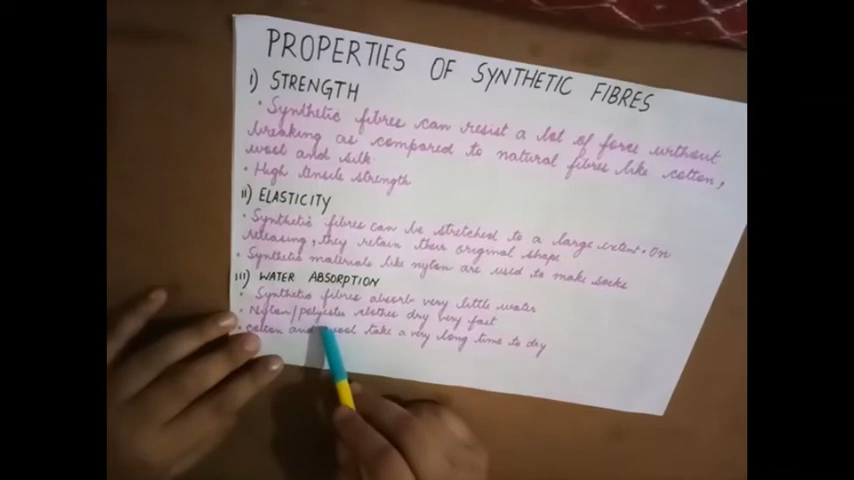 PROPERTIES OF SYNTHETIC FIBRES
i) STRENGTH
• Synthetic fibres can resist a lot of force without
breaking as compared to natural fibres like cotton,
wool and silk
• High tensile strength
ii) ELASTICITY
• Synthetic fibres can be stretched to a large extent. On
releasing, they retain their original shape
• Synthetic materials like nylon are used to make socks
iii) WATER ABSORPTION
• Synthetic fibres absorb very little water
• Nylon/polyester clothes dry very fast
• Cotton and wool take a very long time to dry